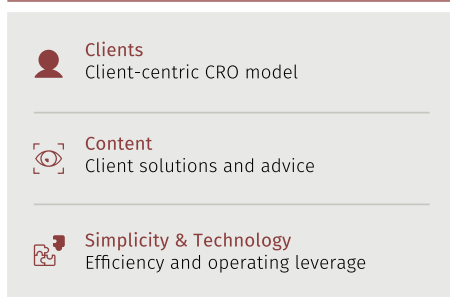 Clients
Client-centric CRO model
Content
Client solutions and advice
Simplicity & Technology
Efficiency and operating leverage